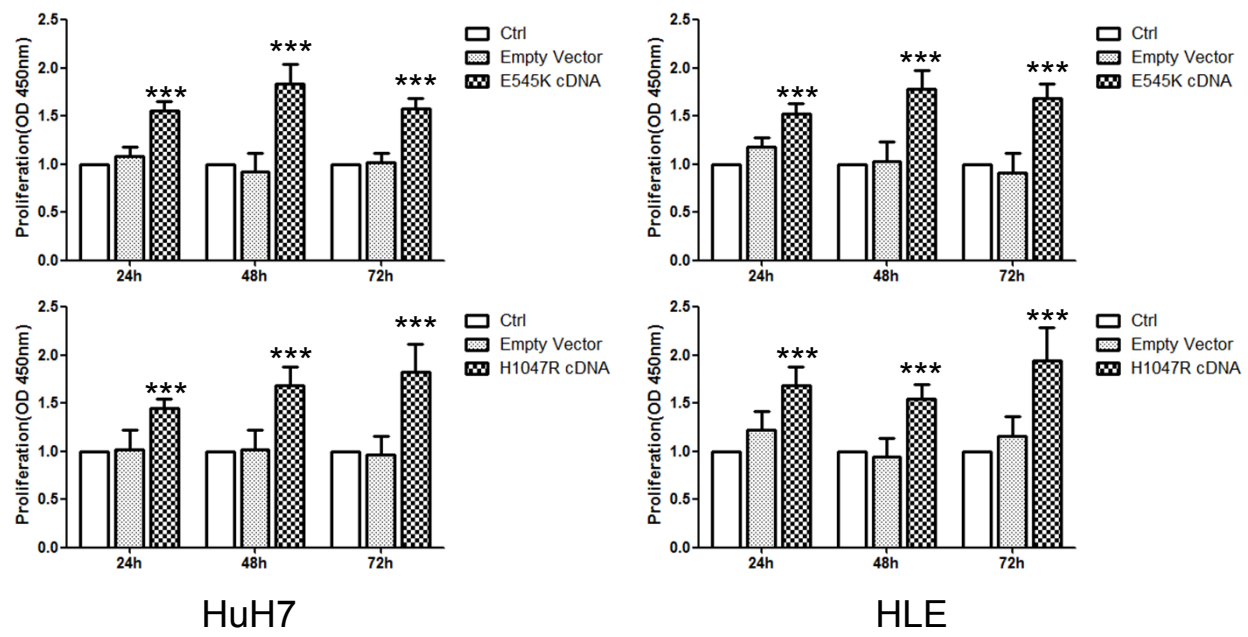 Proliferation(OD 450nm)
2.5
2.0
1.5
1.0
0.5
0.0
***
***
***
24h
48h
72h
Ctrl
Empty Vector
E545K cDNA
Proliferation(OD 450nm)
2.5
2.0
1.5
1.0
0.5
0.0
***
***
***
24h
48h
72h
Ctrl
Empty Vector
E545K cDNA
Proliferation(OD 450nm)
2.5
2.0
1.5
1.0
0.5
0.0
***
***
***
24h
48h
72h
Ctrl
Empty Vector
H1047R cDNA
Proliferation(OD 450nm)
2.5
2.0
1.5
1.0
0.5
0.0
***
***
***
24h
48h
72h
Ctrl
Empty Vector
H1047R cDNA
HuH7
HLE